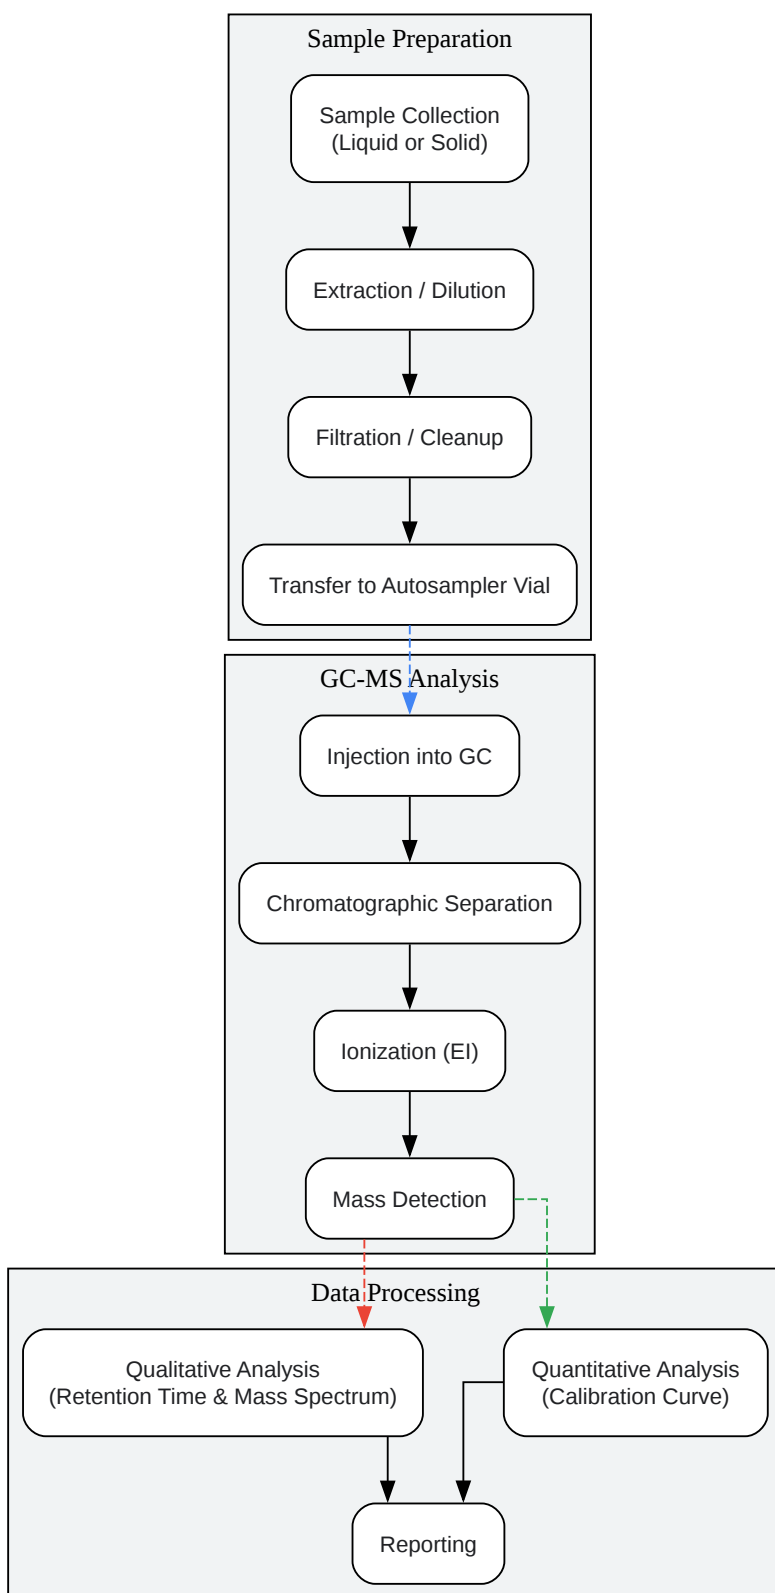 Sample Preparation
Sample Collection
(Liquid or Solid)
Extraction / Dilution
Filtration / Cleanup
Transfer to Autosampler Vial
GC-MS Analysis
Injection into GC
Chromatographic Separation
Ionization (EI)
Mass Detection
Data Processing
Qualitative Analysis
(Retention Time & Mass Spectrum)
Quantitative Analysis
(Calibration Curve)
Reporting